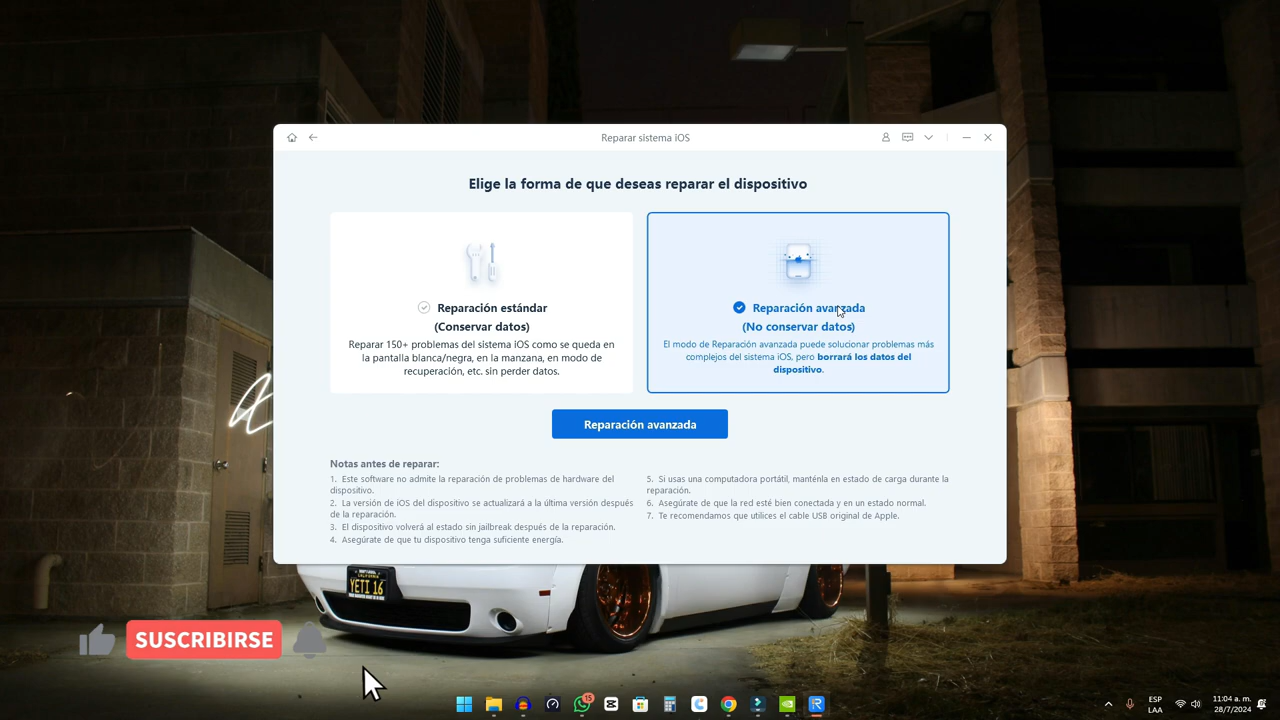 Reparar sistema iOS
Elige la forma de que deseas reparar el dispositivo
Reparación estándar
(Conservar datos)
Reparar 150+ problemas del sistema iOS como se queda en
la pantalla blanca/negra, en la manzana, en modo de
recuperación, etc. sin perder datos.
Reparación avanzada
(No conservar datos)
El modo de Reparación avanzada puede solucionar problemas más
complejos del sistema iOS, pero borrará los datos del
dispositivo.
Reparación avanzada
Notas antes de reparar:
1. Este software no admite la reparación de problemas de hardware del
dispositivo.
2. La versión de iOS del dispositivo se actualizará a la última versión después
de la reparación.
3. El dispositivo volverá al estado sin jailbreak después de la reparación.
4. Asegúrate de que tu dispositivo tenga suficiente energía.
5. Si usas una computadora portátil, manténla en estado de carga durante la
reparación.
6. Asegúrate de que la red esté bien conectada y en un estado normal.
7. Te recomendamos que utilices el cable USB original de Apple.
CALIFORNIA
YETI 16
SUSCRIBIRSE
15
ESP
LAA
11:04 a. m.
28/7/2024